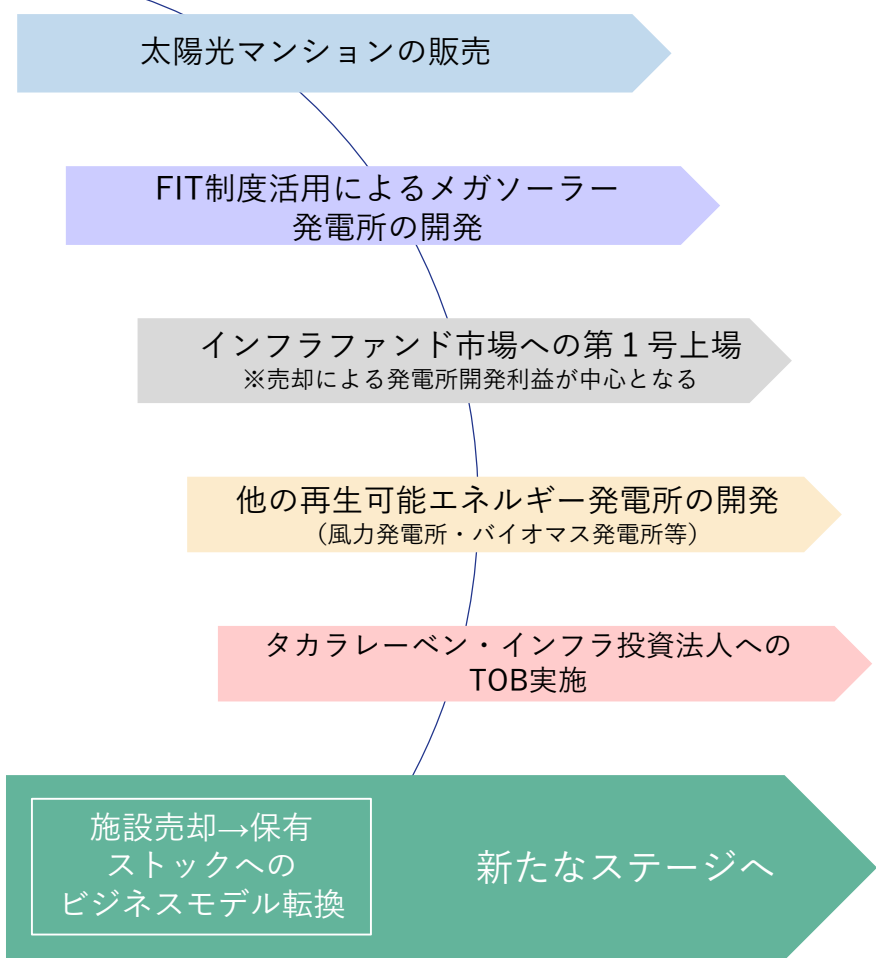 太陽光マンションの販売
FIT制度活用によるメガソーラー
発電所の開発
インフラファンド市場への第１号上場
※売却による発電所開発利益が中心となる
他の再生可能エネルギー発電所の開発
（風力発電所・バイオマス発電所等）
タカラレーベン・インフラ投資法人への
TOB実施
施設売却→保有
ストックへの
ビジネスモデル転換
新たなステージへ